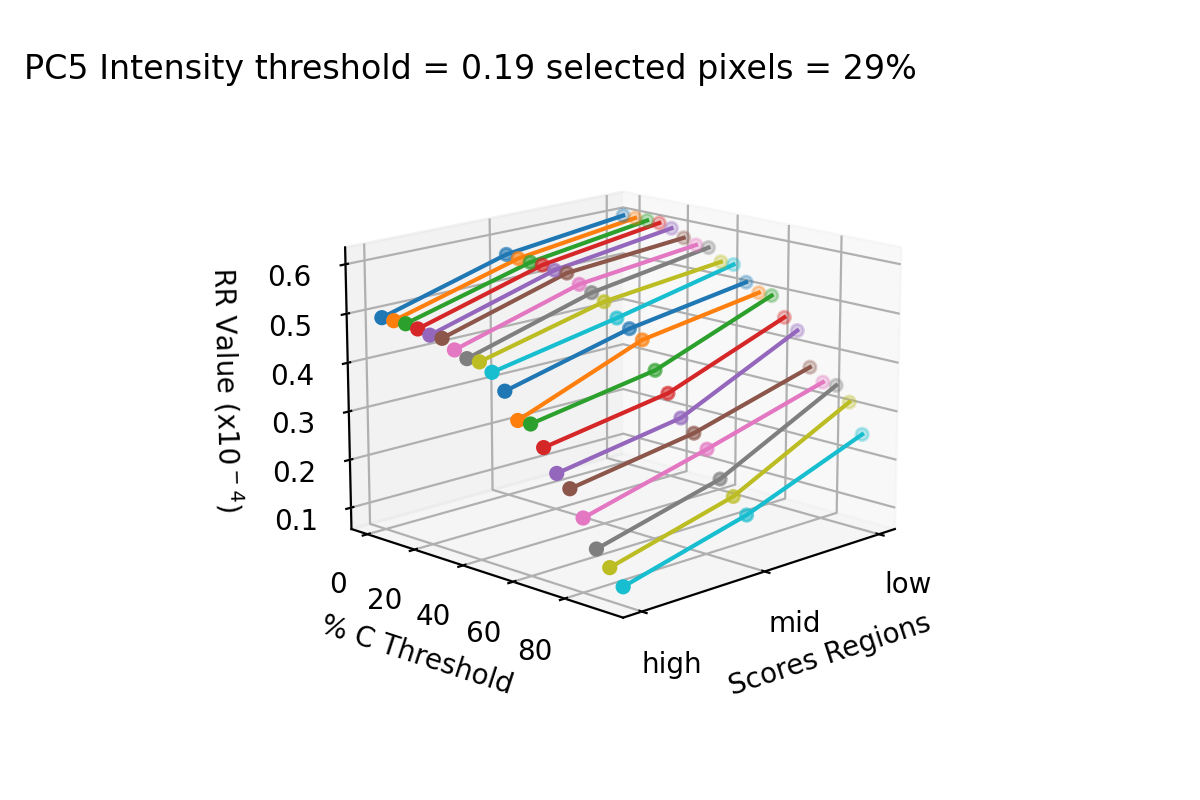 PC5 Intensity threshold = 0.19 selected pixels = 29%
RR Value (x10⁻⁴)
0.6
0.5
0.4
0.3
0.2
0.1
0
20
40
60
80
% C Threshold
high
mid
low
Scores Regions